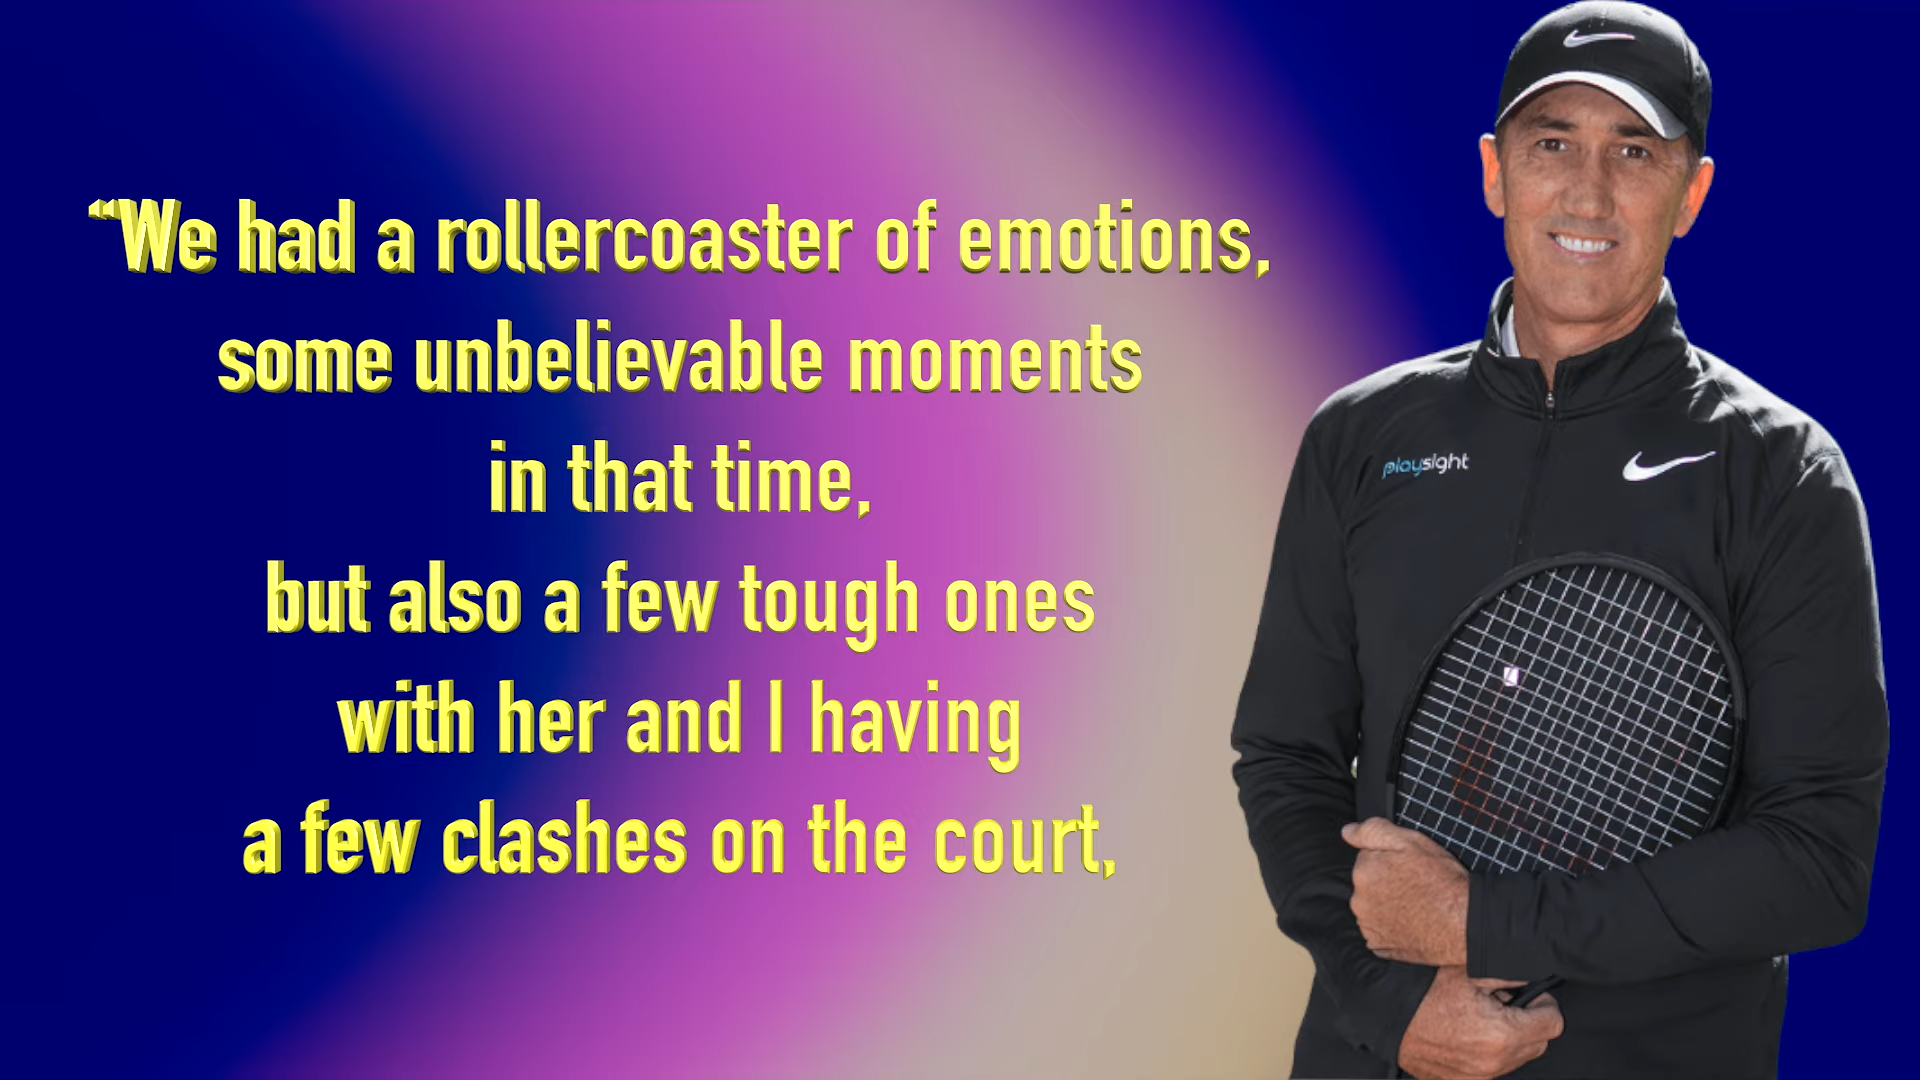 “We had a rollercoaster of emotions,
some unbelievable moments
in that time,
but also a few tough ones
with her and I having
a few clashes on the court,
playsight